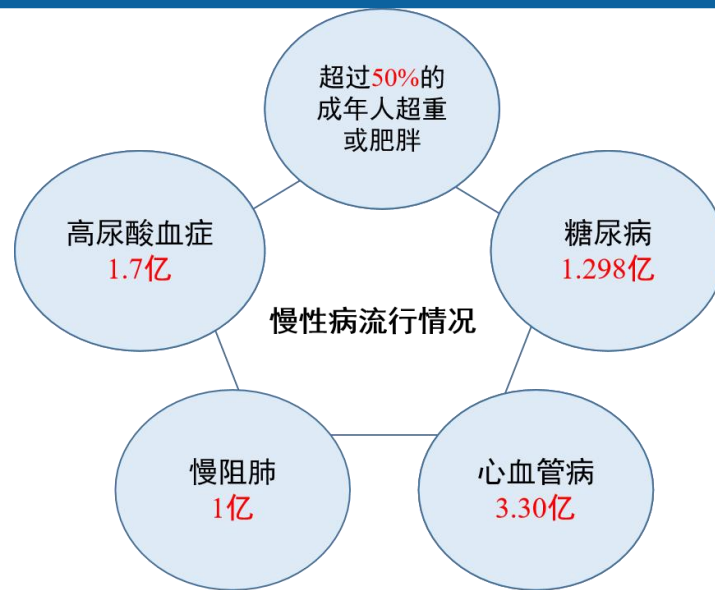 超过50%的
成年人超重
或肥胖
高尿酸血症
1.7亿
糖尿病
1.298亿
慢性病流行情况
慢阻肺
1亿
心血管病
3.30亿